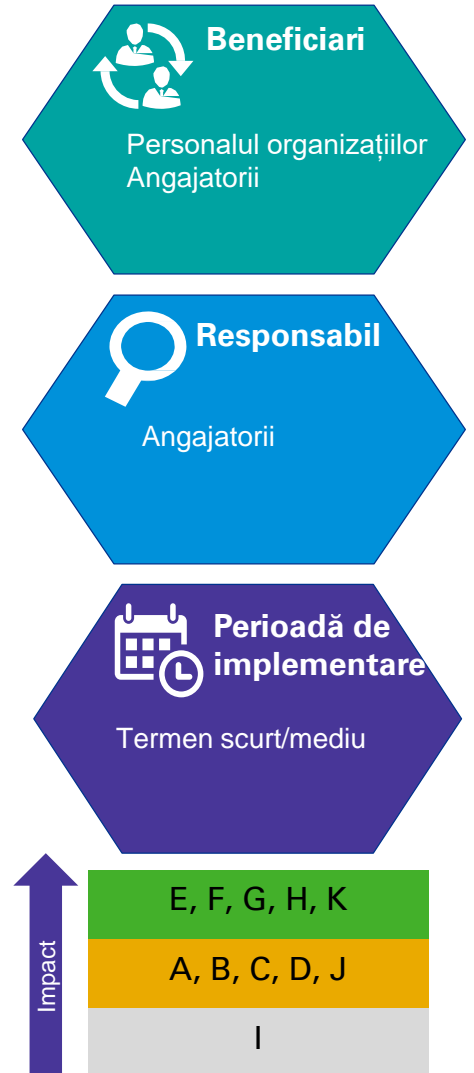 Beneficiari
Personalul organizațiilor
Angajatorii
Responsabil
Angajatorii
Perioadă de
implementare
Termen scurt/mediu
Impact
E, F, G, H, K
A, B, C, D, J
I